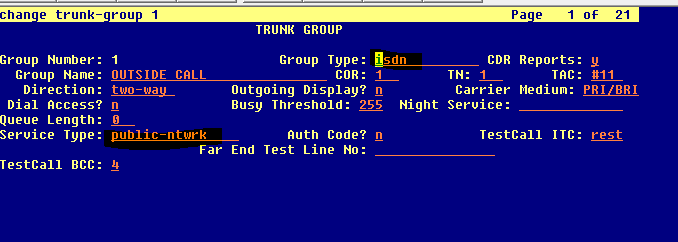 change trunk-group 1 Page 1 of 21
TRUNK GROUP
Group Number: 1 Group Type: isdn CDR Reports: y
Group Name: OUTSIDE CALL COR: 1 TN: 1 TAC: #11
Direction: two-way Outgoing Display? n Carrier Medium: PRI/BRI
Dial Access? n Busy Threshold: 255 Night Service:
Queue Length: 0
Service Type: public-ntwrk Auth Code? n TestCall ITC: rest
Far End Test Line No:
TestCall BCC: 4